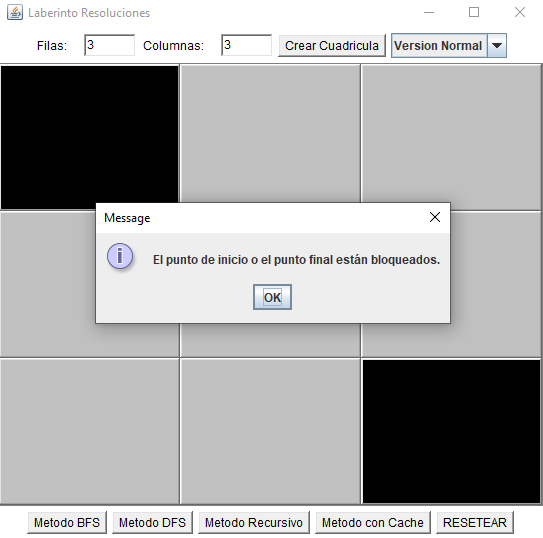 Laberinto Resoluciones
Filas: 3 Columnas: 3 Crear Cuadricula Version Normal
Message
El punto de inicio o el punto final están bloqueados.
OK
Metodo BFS Metodo DFS Metodo Recursivo Metodo con Cache RESETEAR